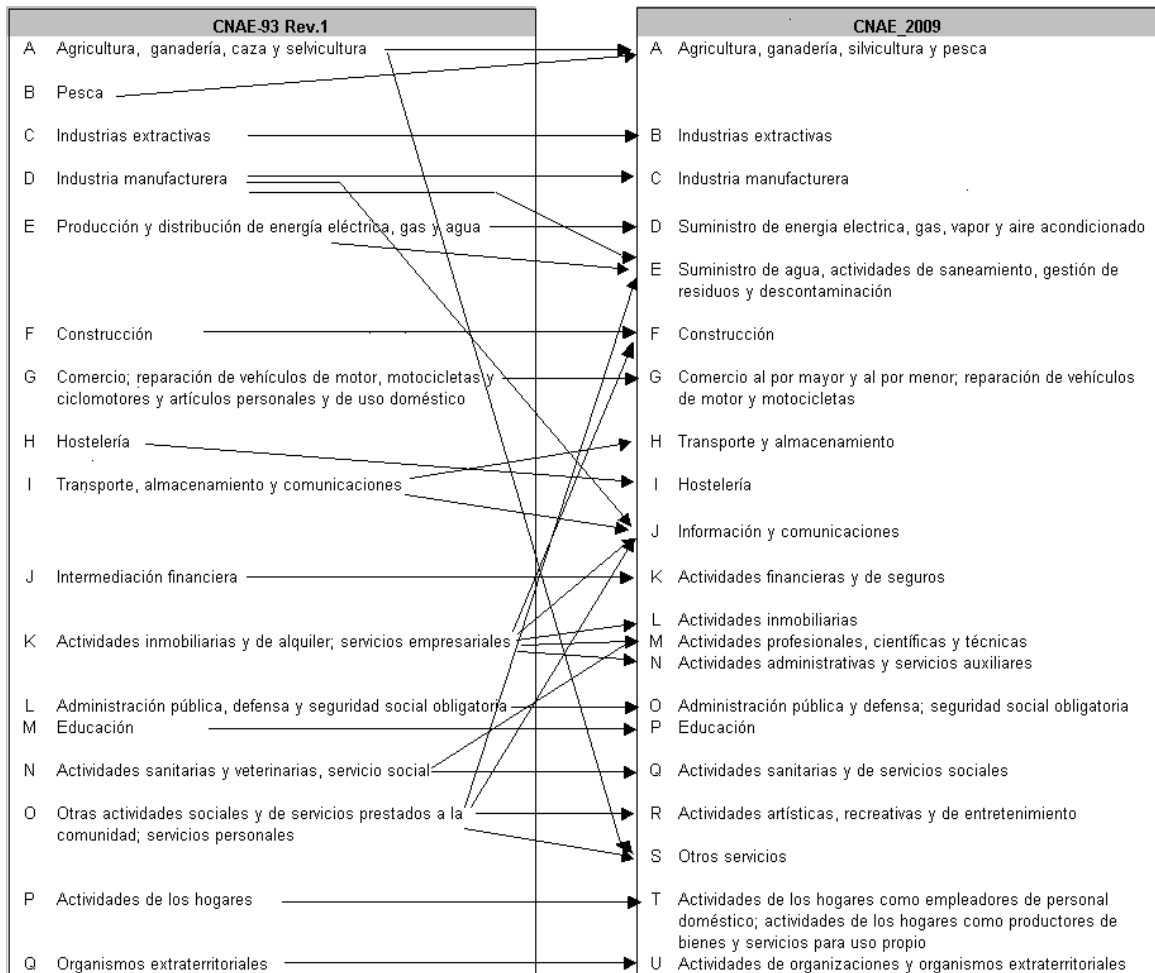 CNAE-93 Rev.1
A Agricultura, ganadería, caza y selvicultura
B Pesca
C Industrias extractivas
D Industria manufacturera
E Producción y distribución de energía eléctrica, gas y agua
F Construcción
G Comercio; reparación de vehículos de motor, motocicletas y
ciclomotores y artículos personales y de uso doméstico
H Hostelería
I Transporte, almacenamiento y comunicaciones
J Intermediación financiera
K Actividades inmobiliarias y de alquiler; servicios empresariales
L Administración pública, defensa y seguridad social obligatoria
M Educación
N Actividades sanitarias y veterinarias, servicio social
O Otras actividades sociales y de servicios prestados a la
comunidad; servicios personales
P Actividades de los hogares
Q Organismos extraterritoriales
CNAE_2009
A Agricultura, ganadería, silvicultura y pesca
B Industrias extractivas
C Industria manufacturera
D Suministro de energia electrica, gas, vapor y aire acondicionado
E Suministro de agua, actividades de saneamiento, gestión de
residuos y descontaminación
F Construcción
G Comercio al por mayor y al por menor; reparación de vehículos
de motor y motocicletas
H Transporte y almacenamiento
I Hostelería
J Información y comunicaciones
K Actividades financieras y de seguros
L Actividades inmobiliarias
M Actividades profesionales, científicas y técnicas
N Actividades administrativas y servicios auxiliares
O Administración pública y defensa; seguridad social obligatoria
P Educación
Q Actividades sanitarias y de servicios sociales
R Actividades artísticas, recreativas y de entretenimiento
S Otros servicios
T Actividades de los hogares como empleadores de personal
doméstico; actividades de los hogares como productores de
bienes y servicios para uso propio
U Actividades de organizaciones y organismos extraterritoriales